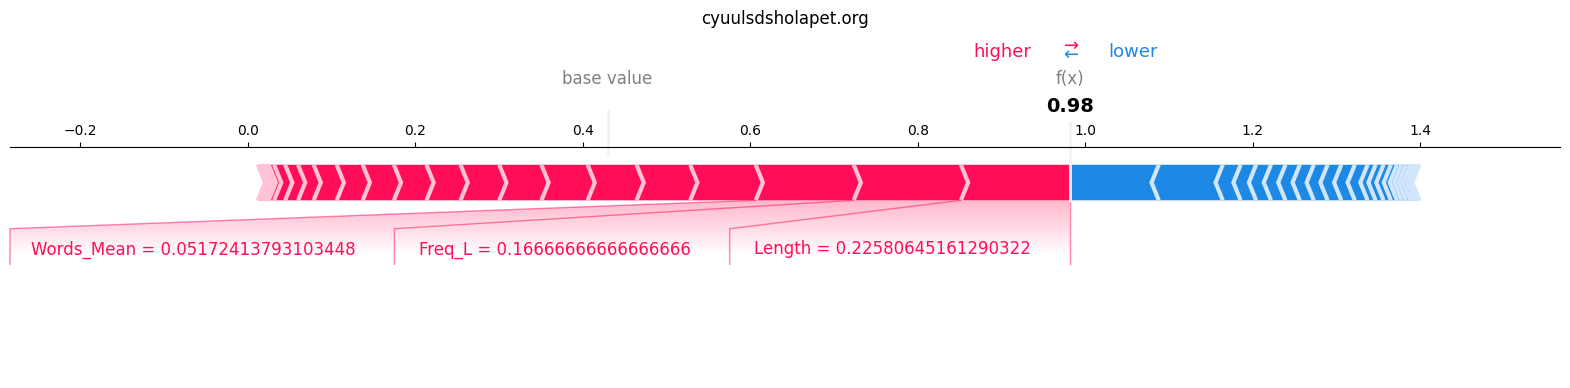 cyuulsdsholapet.org
higher ⇄ lower
base value f(x)
0.98
−0.2 0.0 0.2 0.4 0.6 0.8 1.0 1.2 1.4
Words_Mean = 0.05172413793103448 Freq_L = 0.16666666666666666 Length = 0.22580645161290322